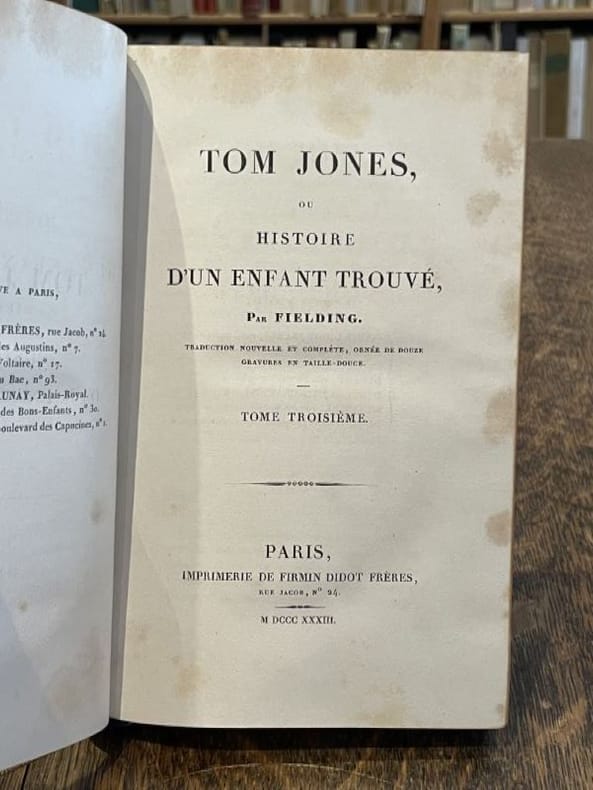 VE A PARIS,
FRÈRES, rue Jacob, nº 24.
es Augustins, nº 7.
Voltaire, nº 17.
u Bac, nº 93.
UNAY, Palais-Royal.
des Bons-Enfants, nº 30.
oulevard des Capucines, nº 1.
TOM JONES,
OU
HISTOIRE
D'UN ENFANT TROUVÉ,
PAR FIELDING.
TRADUCTION NOUVELLE ET COMPLÈTE, ORNÉE DE DOUZE
GRAVURES EN TAILLE-DOUCE.
TOME TROISIÈME.
PARIS,
IMPRIMERIE DE FIRMIN DIDOT FRÈRES,
RUE JACOB, Nº 24.
M DCCC XXXIII.